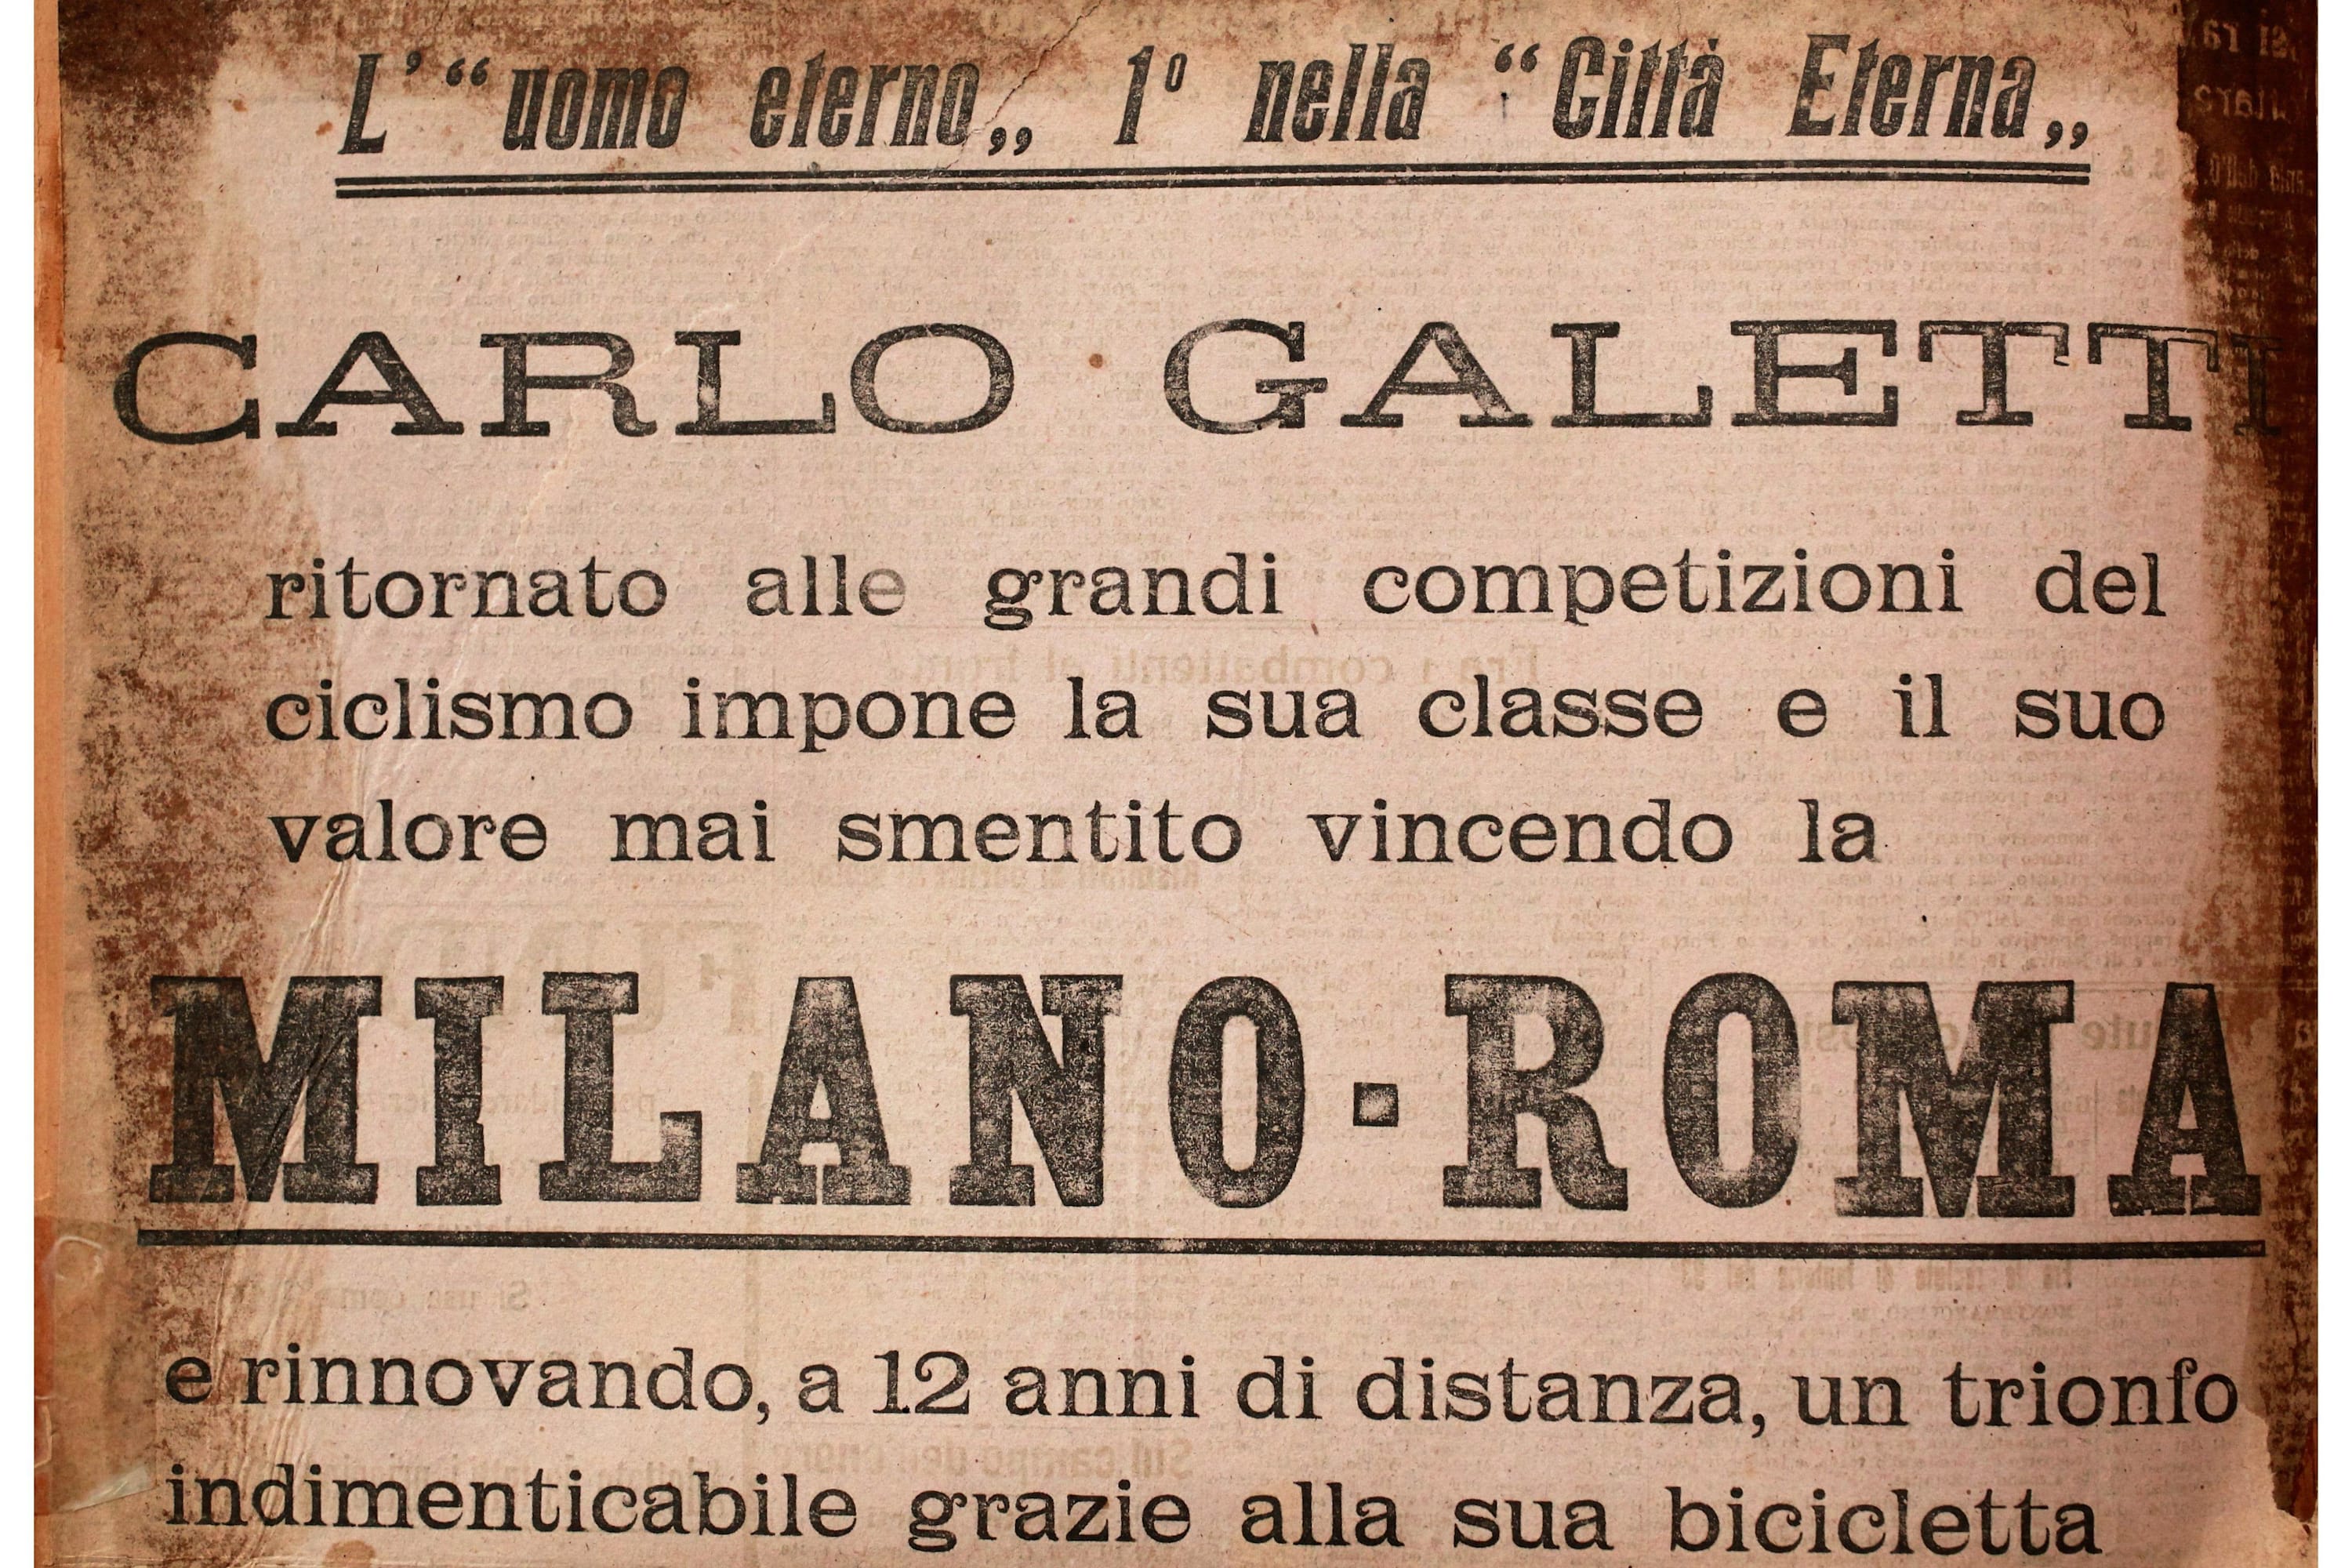 L' “uomo eterno„ 1º nella “Città Eterna„
CARLO GALETTI
ritornato alle grandi competizioni del
ciclismo impone la sua classe e il suo
valore mai smentito vincendo la
MILANO-ROMA
e rinnovando, a 12 anni di distanza, un trionfo
indimenticabile grazie alla sua bicicletta